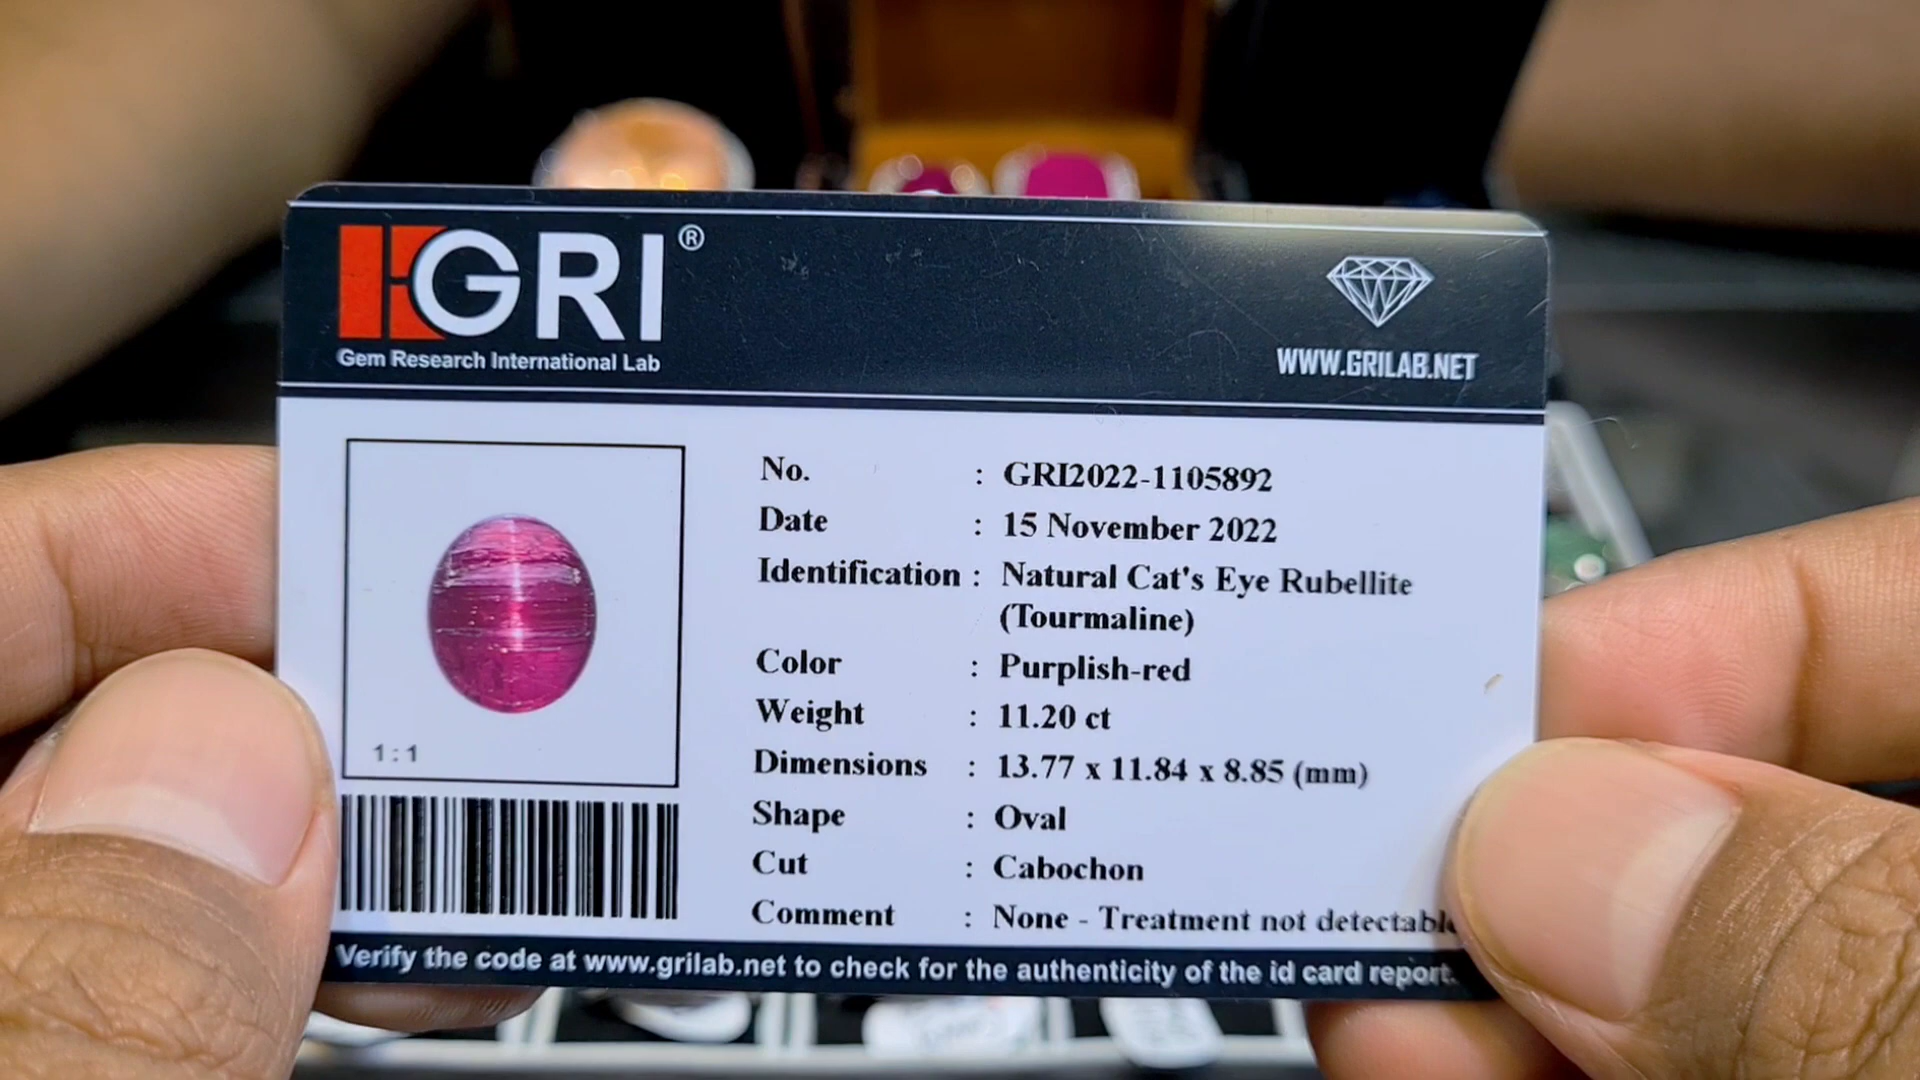 GRI®
Gem Research International Lab
WWW.GRILAB.NET
No. : GRI2022-1105892
Date : 15 November 2022
Identification : Natural Cat's Eye Rubellite
(Tourmaline)
Color : Purplish-red
Weight : 11.20 ct
Dimensions : 13.77 x 11.84 x 8.85 (mm)
Shape : Oval
Cut : Cabochon
Comment : None - Treatment not detectable
1:1
Verify the code at www.grilab.net to check for the authenticity of the id card report.